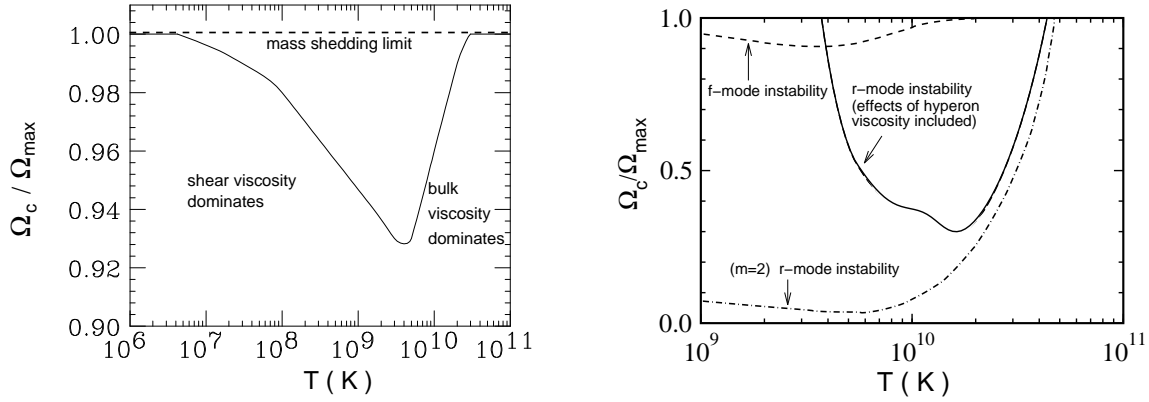 1.00
0.98
0.96
0.94
0.92
0.90
Ω_c / Ω_max
mass shedding limit
shear viscosity
dominates
bulk
viscosity
dominates
10^6 10^7 10^8 10^9 10^10 10^11
T ( K )
1.0
0.5
0.0
Ω_c/Ω_max
f−mode instability
r−mode instability
(effects of hyperon
viscosity included)
(m=2) r−mode instability
10^9 10^10 10^11
T ( K )